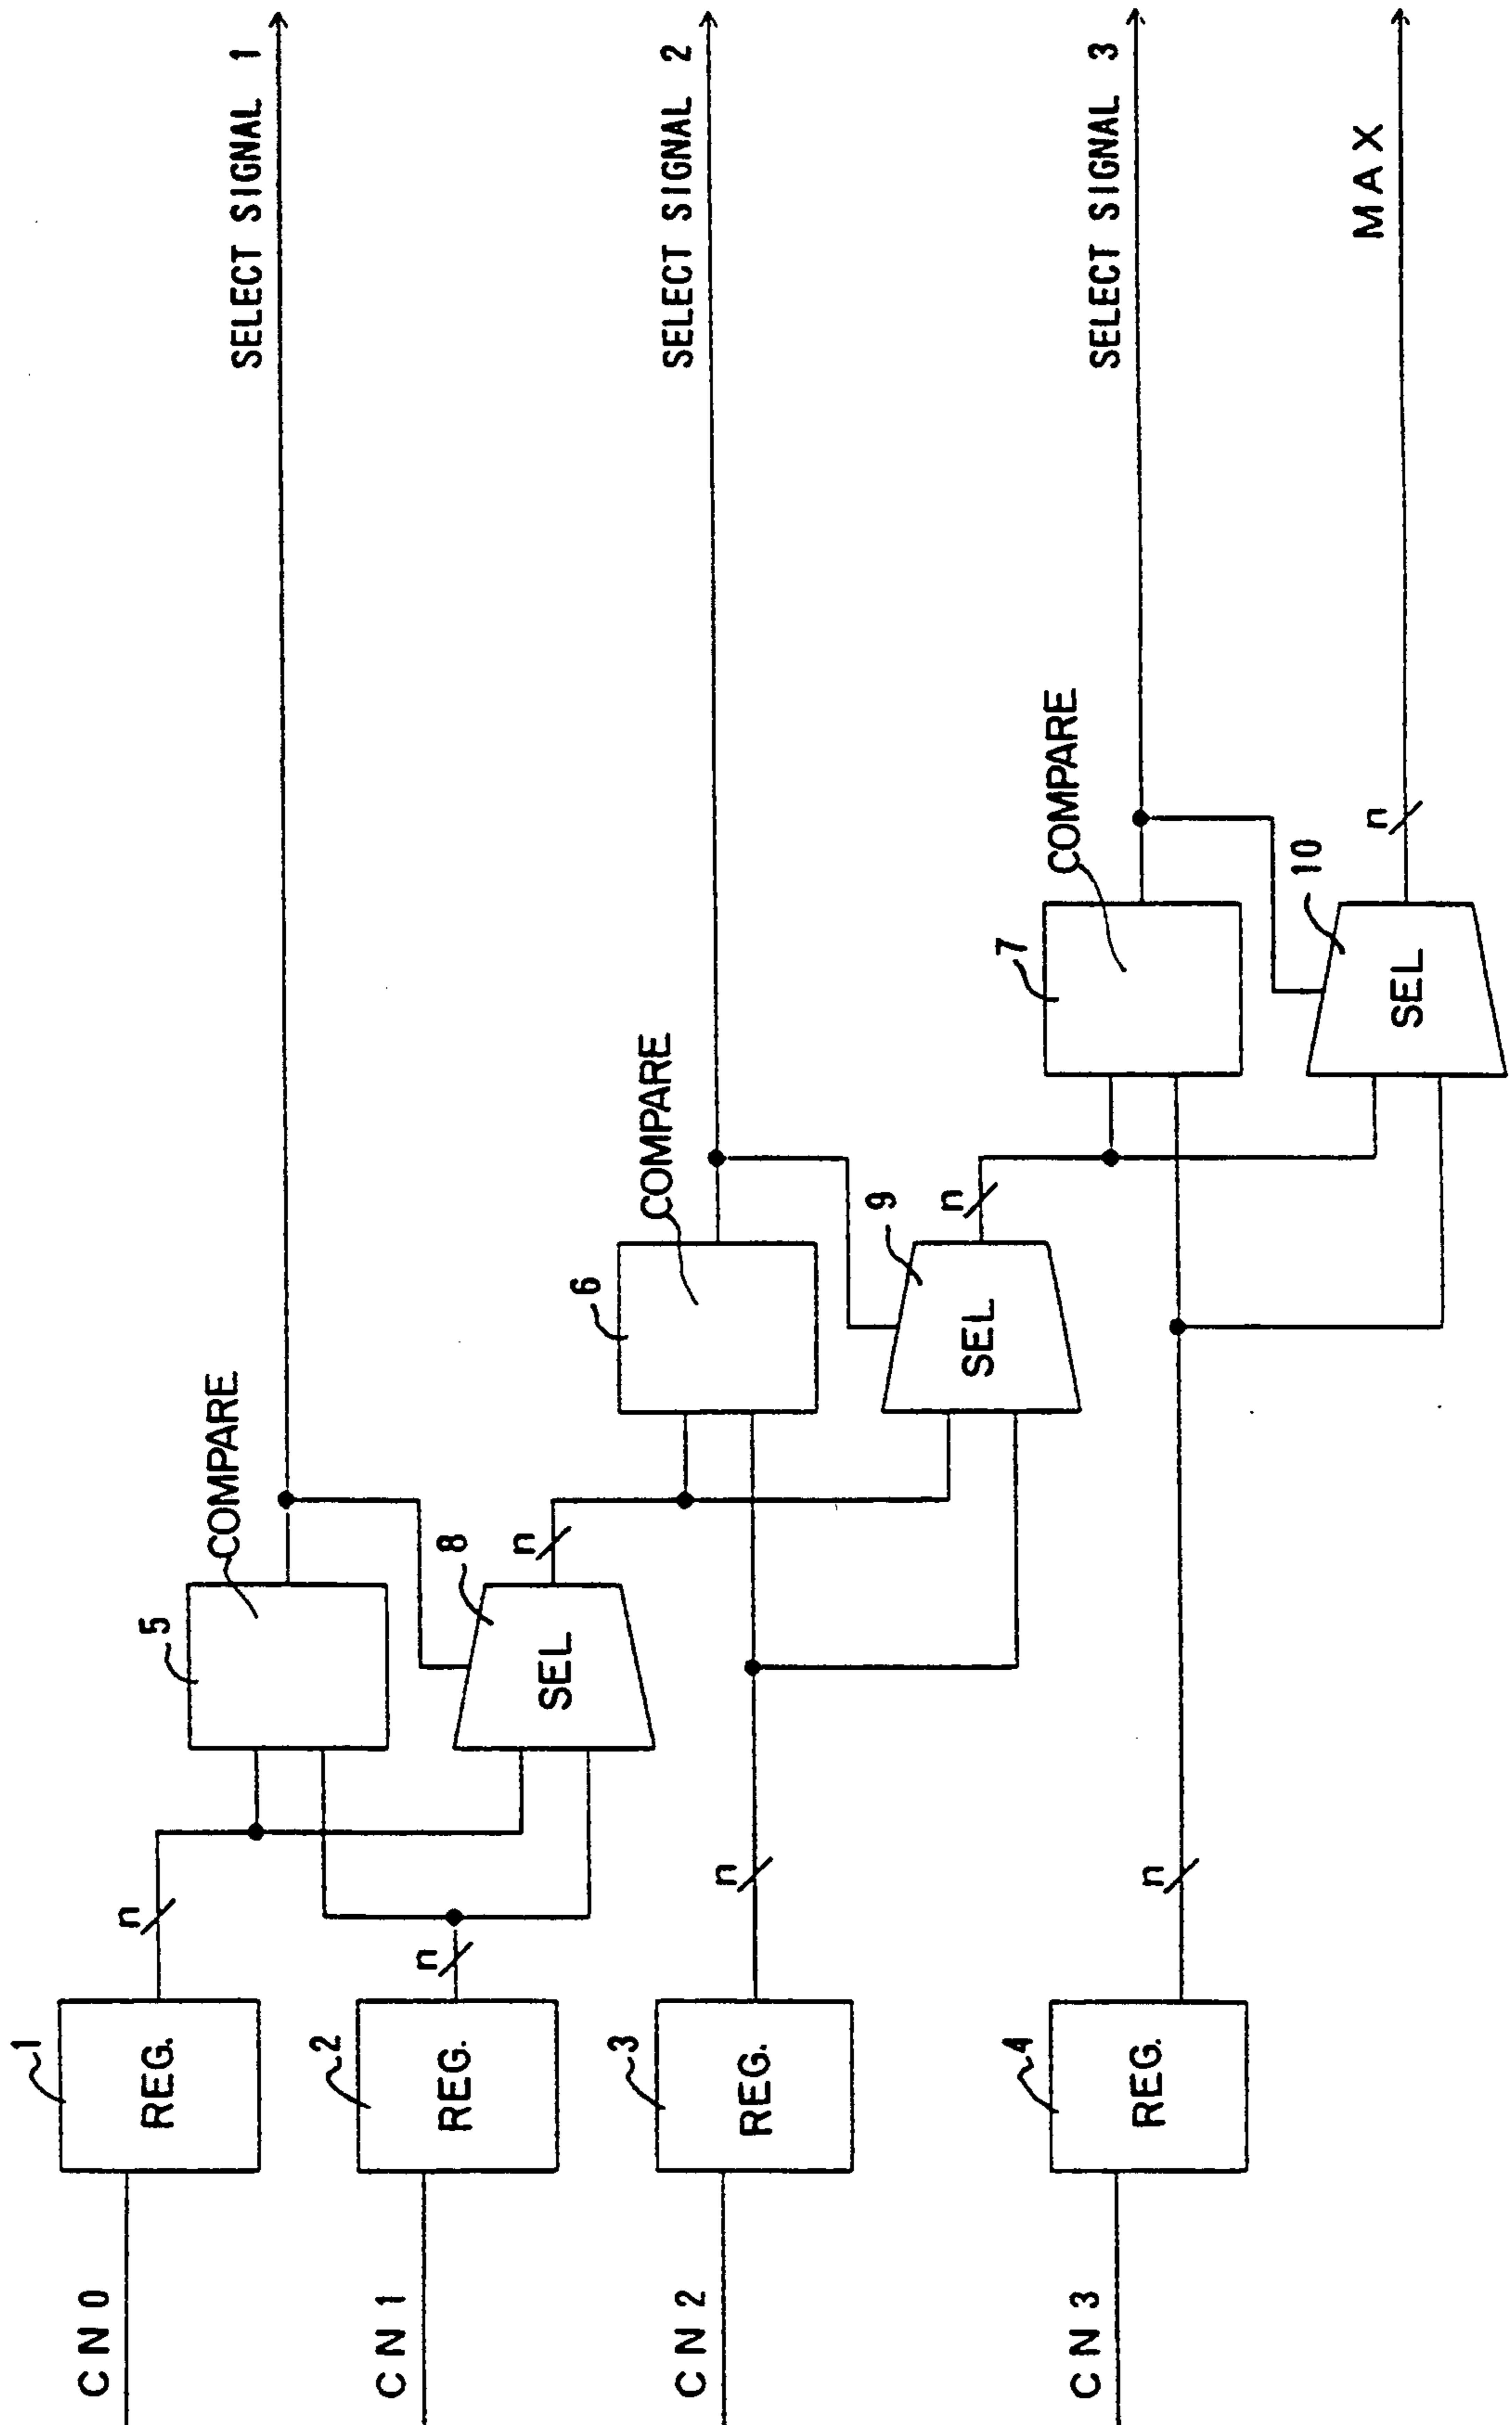 CN0
1
REG.
n
5
COMPARE
SELECT SIGNAL 1
CN1
2
REG.
n
8
SEL
n
6
COMPARE
SELECT SIGNAL 2
CN2
3
REG.
n
9
SEL
n
7
COMPARE
SELECT SIGNAL 3
CN3
4
REG.
n
10
SEL
n
MAX